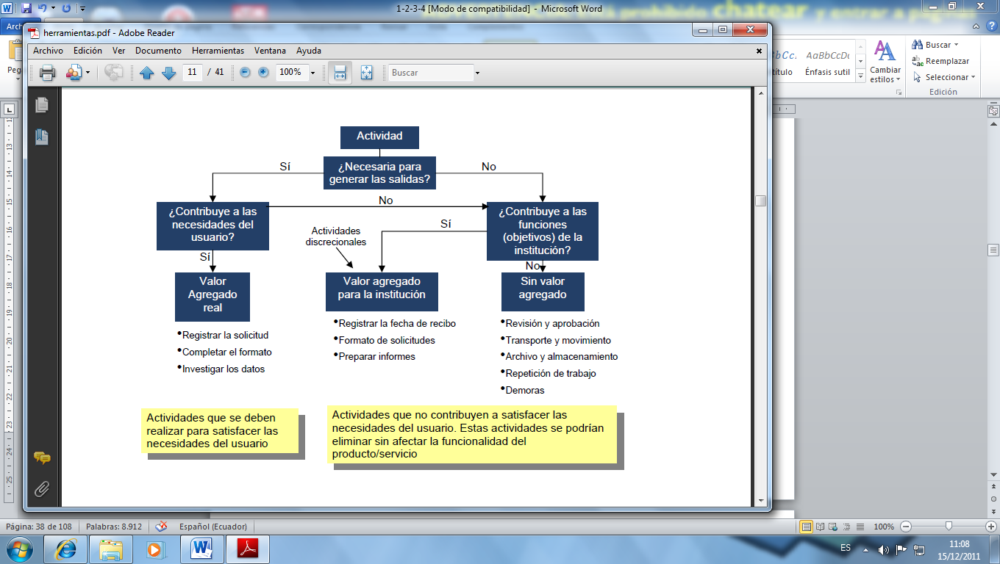 1-2-3-4 [Modo de compatibilidad] - Microsoft Word
prohibido chatear y entrar a
herramientas.pdf - Adobe Reader
Archivo Edición Ver Documento Herramientas Ventana Ayuda
11 / 41 100% Buscar
AaBbCcDc
Énfasis sutil
Cambiar estilos
Buscar
Reemplazar
Seleccionar
Edición
Actividad
¿Necesaria para
generar las salidas?
Sí
No
¿Contribuye a las
necesidades del
usuario?
No
¿Contribuye a las
funciones
(objetivos) de la
institución?
Actividades
discrecionales
Sí
Sí
No
Valor
Agregado
real
Valor agregado
para la institución
Sin valor
agregado
•Registrar la solicitud
•Completar el formato
•Investigar los datos
•Registrar la fecha de recibo
•Formato de solicitudes
•Preparar informes
•Revisión y aprobación
•Transporte y movimiento
•Archivo y almacenamiento
•Repetición de trabajo
•Demoras
Actividades que se deben
realizar para satisfacer las
necesidades del usuario
Actividades que no contribuyen a satisfacer las
necesidades del usuario. Estas actividades se podrían
eliminar sin afectar la funcionalidad del
producto/servicio
Página: 38 de 108 Palabras: 8.912 Español (Ecuador) 100%
ES
11:08
15/12/2011